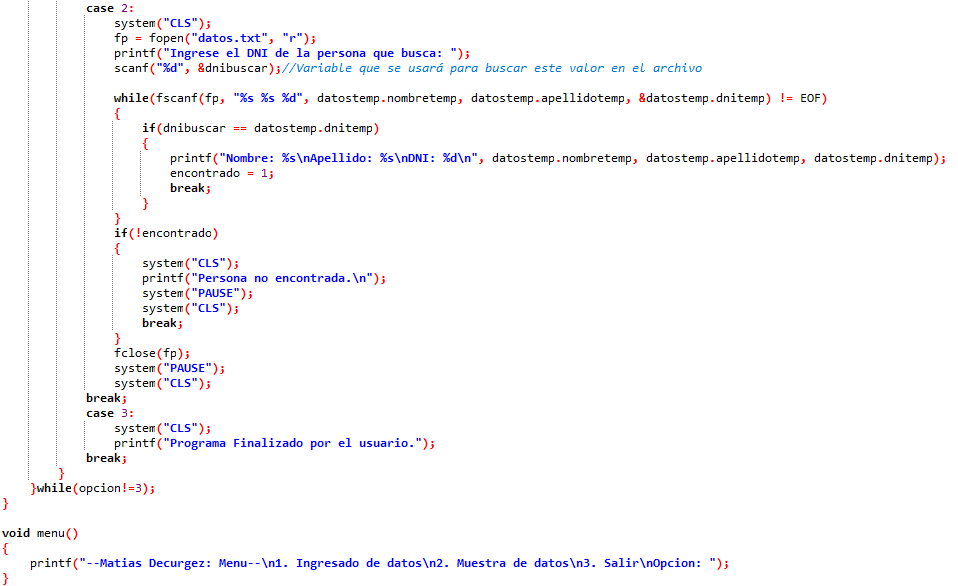 case 2:
system("CLS");
fp = fopen("datos.txt", "r");
printf("Ingrese el DNI de la persona que busca: ");
scanf("%d", &dnibuscar);//Variable que se usará para buscar este valor en el archivo
while(fscanf(fp, "%s %s %d", datostemp.nombretemp, datostemp.apellidotemp, &datostemp.dnitemp) != EOF)
{
if(dnibuscar == datostemp.dnitemp)
{
printf("Nombre: %s\nApellido: %s\nDNI: %d\n", datostemp.nombretemp, datostemp.apellidotemp, datostemp.dnitemp);
encontrado = 1;
break;
}
}
if(!encontrado)
{
system("CLS");
printf("Persona no encontrada.\n");
system("PAUSE");
system("CLS");
break;
}
fclose(fp);
system("PAUSE");
system("CLS");
break;
case 3:
system("CLS");
printf("Programa Finalizado por el usuario.");
break;
}
}while(opcion!=3);
}
void menu()
{
printf("--Matias Decurgez: Menu--\n1. Ingresado de datos\n2. Muestra de datos\n3. Salir\nOpcion: ");
}